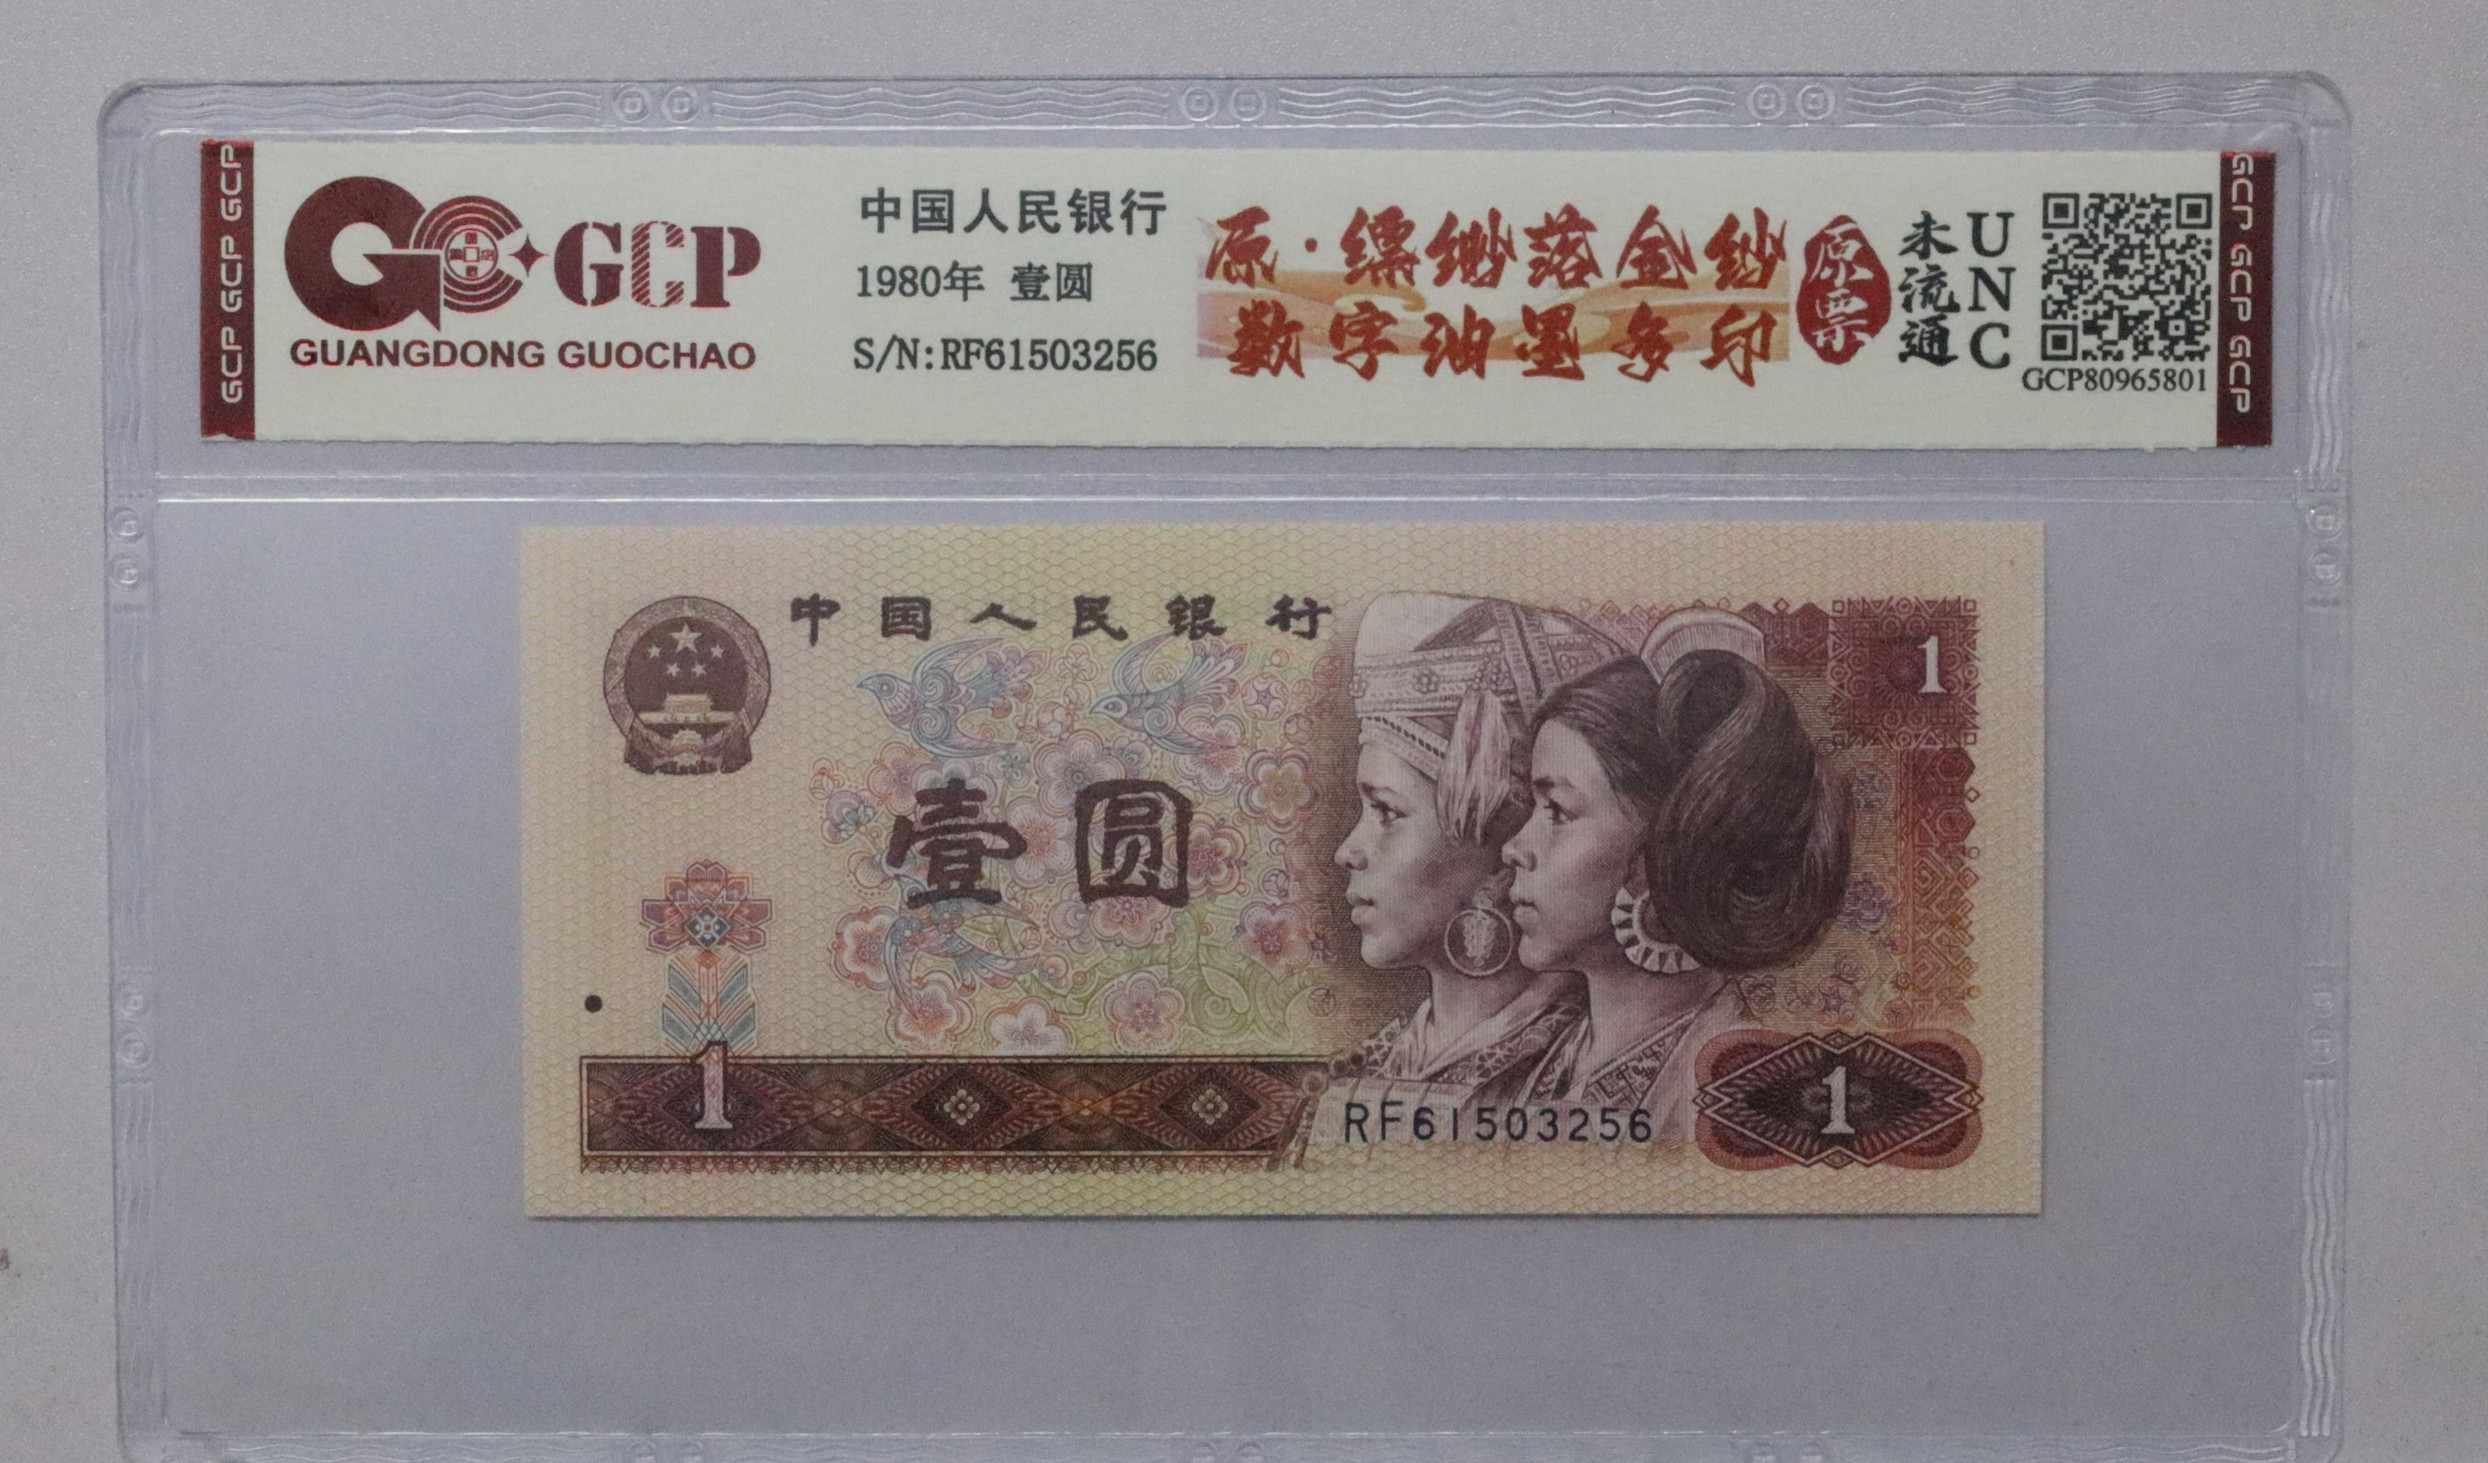 GCP GCP GCP
GCP
GUANGDONG GUOCHAO
中国人民银行
1980年 壹圆
S/N:RF61503256
原·缥缈落金纱
数字油墨多印
原票
未流通
UNC
GCP80965801
GCP GCP GCP
中国人民银行
1
壹圆
1
RF61503256
1